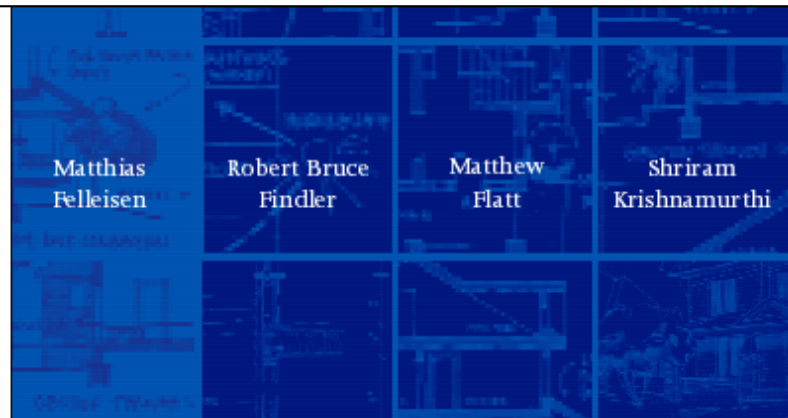 Matthias
Felleisen
Robert Bruce
Findler
Matthew
Flatt
Shriram
Krishnamurthi